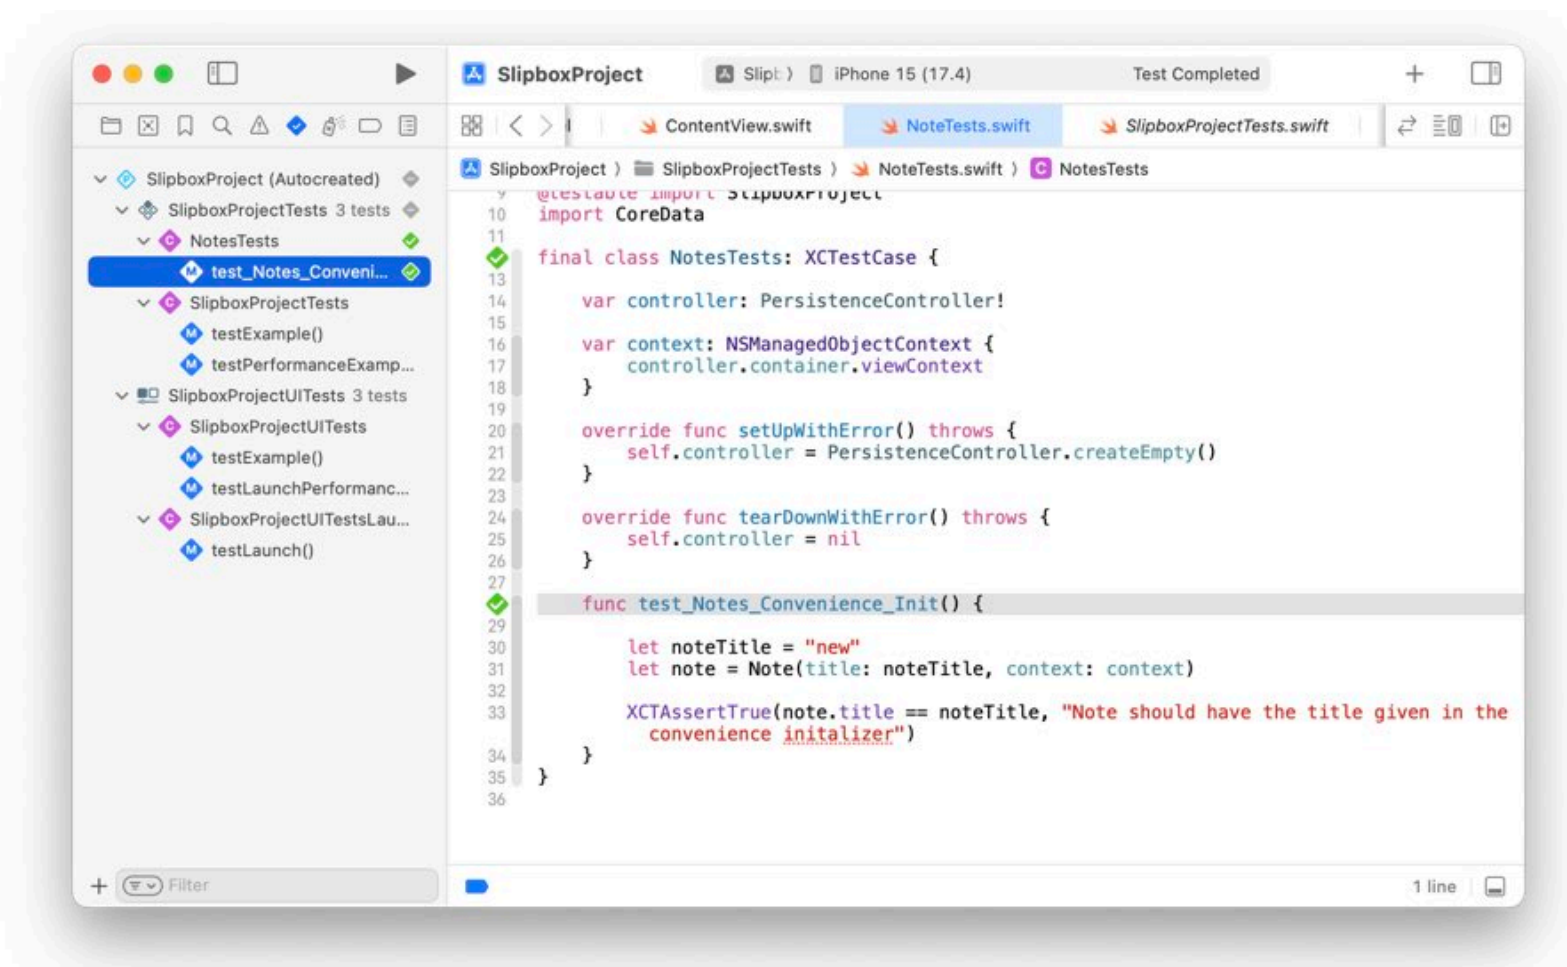 SlipboxProject
Slipb
iPhone 15 (17.4)
Test Completed
ContentView.swift
NoteTests.swift
SlipboxProjectTests.swift
SlipboxProject
SlipboxProjectTests
NoteTests.swift
C NotesTests
SlipboxProject (Autocreated)
SlipboxProjectTests 3 tests
C NotesTests
M test_Notes_Conveni...
C SlipboxProjectTests
M testExample()
M testPerformanceExamp...
SlipboxProjectUITests 3 tests
C SlipboxProjectUITests
M testExample()
M testLaunchPerformanc...
C SlipboxProjectUITestsLau...
M testLaunch()
Filter
9 @testable import SlipboxProject
10 import CoreData
11
final class NotesTests: XCTestCase {
13
14 var controller: PersistenceController!
15
16 var context: NSManagedObjectContext {
17 controller.container.viewContext
18 }
19
20 override func setUpWithError() throws {
21 self.controller = PersistenceController.createEmpty()
22 }
23
24 override func tearDownWithError() throws {
25 self.controller = nil
26 }
27
func test_Notes_Convenience_Init() {
29
30 let noteTitle = "new"
31 let note = Note(title: noteTitle, context: context)
32
33 XCTAssertTrue(note.title == noteTitle, "Note should have the title given in the
convenience initalizer")
34 }
35 }
36
1 line